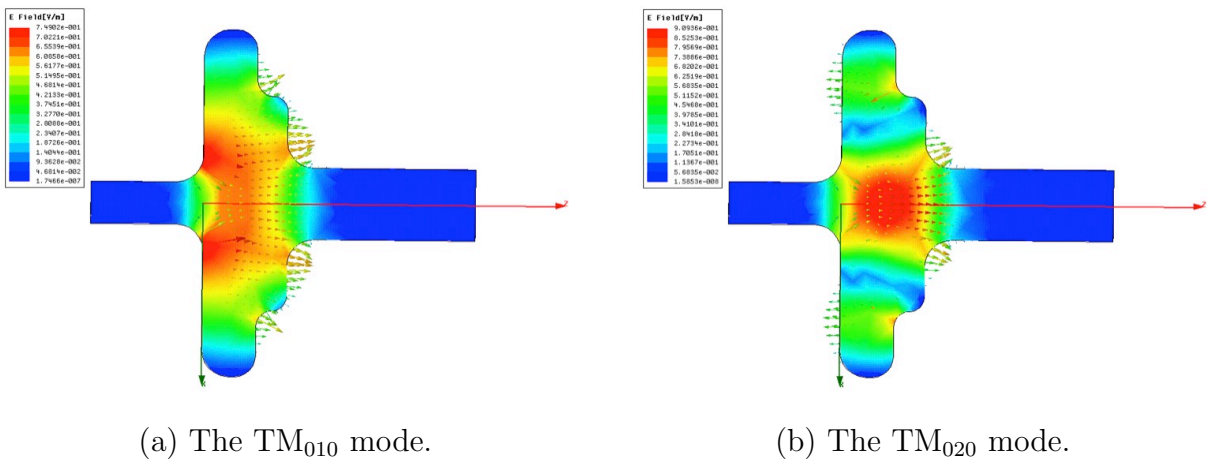 E Field[V/m]
7.4902e-001
7.0221e-001
6.5539e-001
6.0858e-001
5.6177e-001
5.1495e-001
4.6814e-001
4.2133e-001
3.7451e-001
3.2770e-001
2.8088e-001
2.3407e-001
1.8726e-001
1.4044e-001
9.3628e-002
4.6814e-002
1.7466e-007
Z
X
E Field[V/m]
9.0936e-001
8.5253e-001
7.9569e-001
7.3886e-001
6.8202e-001
6.2519e-001
5.6835e-001
5.1152e-001
4.5468e-001
3.9785e-001
3.4101e-001
2.8418e-001
2.2734e-001
1.7051e-001
1.1367e-001
5.6835e-002
1.5853e-008
Z
X
(a) The TM₀₁₀ mode.
(b) The TM₀₂₀ mode.